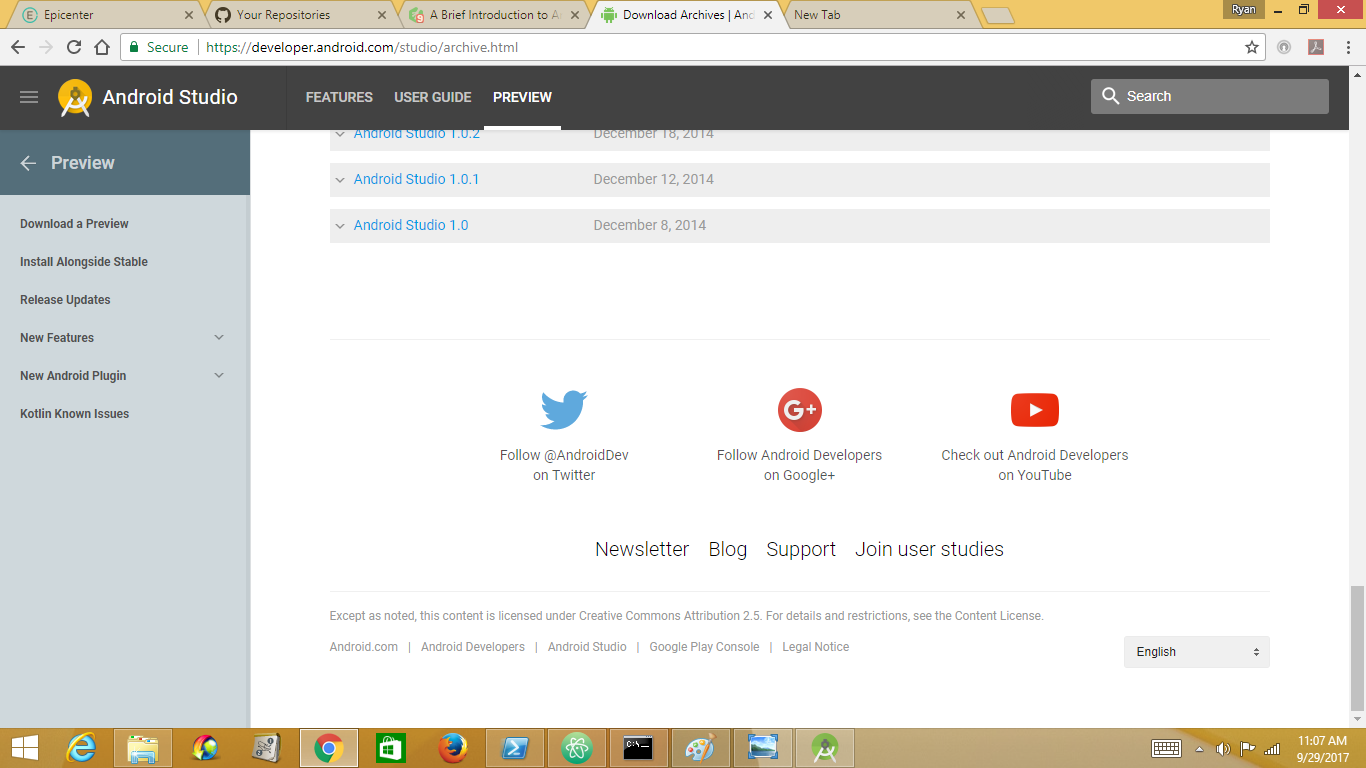 Epicenter
Your Repositories
A Brief Introduction to A
Download Archives | And
New Tab
Ryan
Secure
https://developer.android.com/studio/archive.html
Android Studio
FEATURES
USER GUIDE
PREVIEW
Search
Preview
Download a Preview
Install Alongside Stable
Release Updates
New Features
New Android Plugin
Kotlin Known Issues
Android Studio 1.0.2 December 18, 2014
Android Studio 1.0.1 December 12, 2014
Android Studio 1.0 December 8, 2014
Follow @AndroidDev
on Twitter
Follow Android Developers
on Google+
Check out Android Developers
on YouTube
Newsletter Blog Support Join user studies
Except as noted, this content is licensed under Creative Commons Attribution 2.5. For details and restrictions, see the Content License.
Android.com | Android Developers | Android Studio | Google Play Console | Legal Notice
English
11:07 AM
9/29/2017